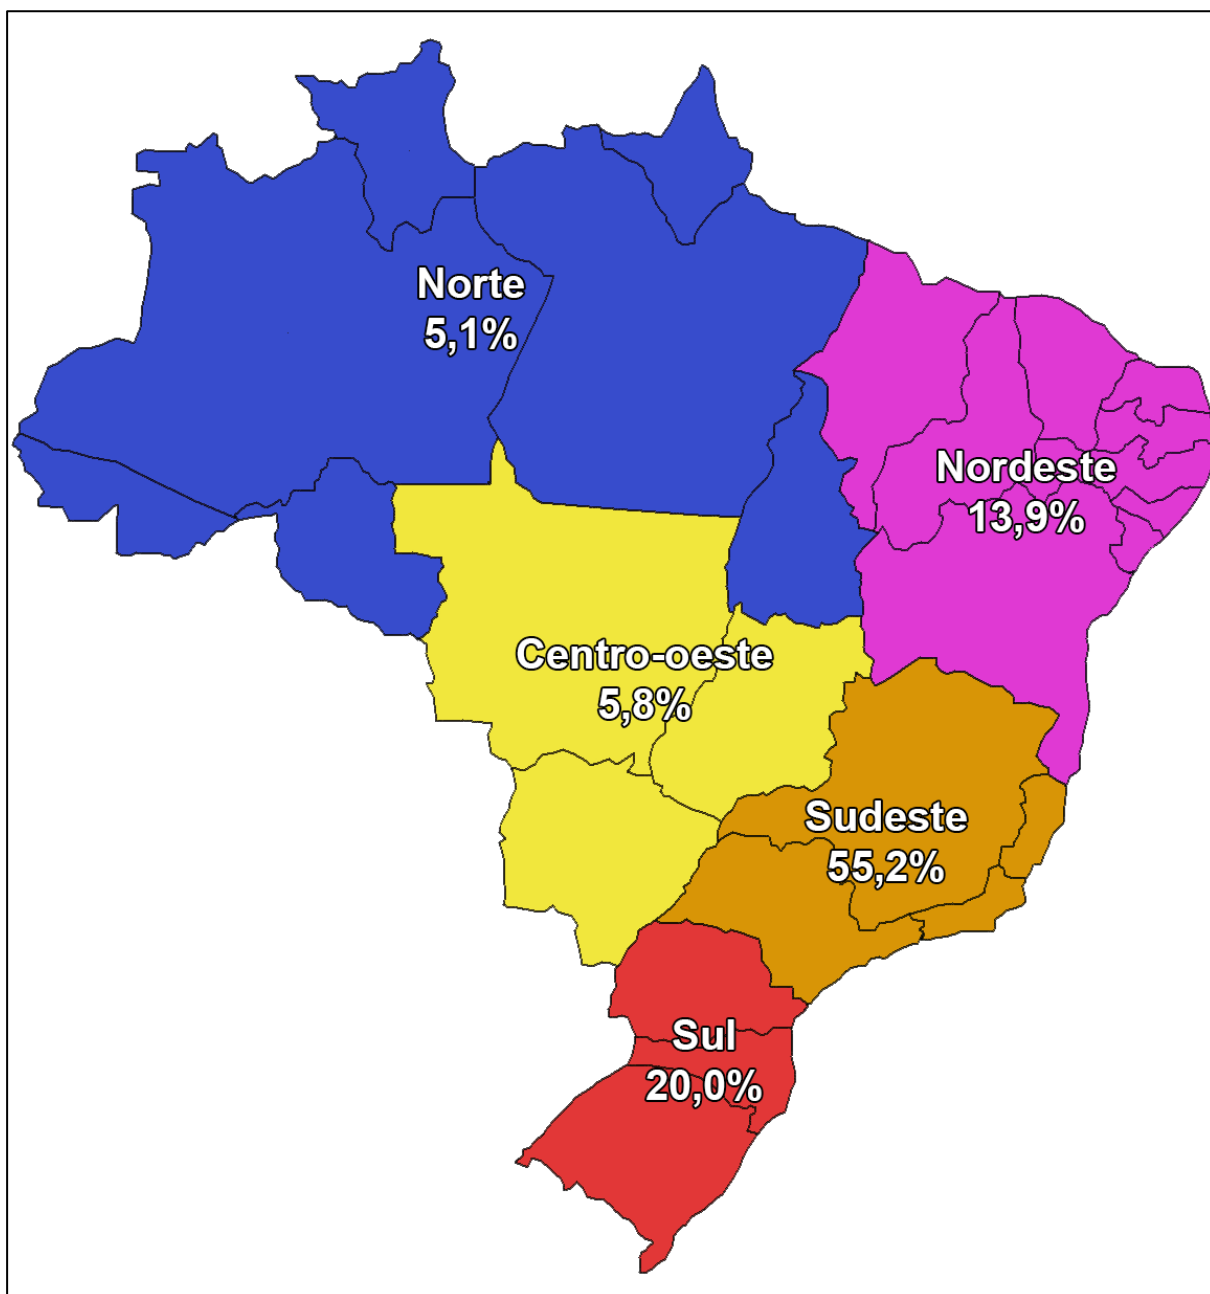 Norte
5,1%
Nordeste
13,9%
Centro-oeste
5,8%
Sudeste
55,2%
Sul
20,0%